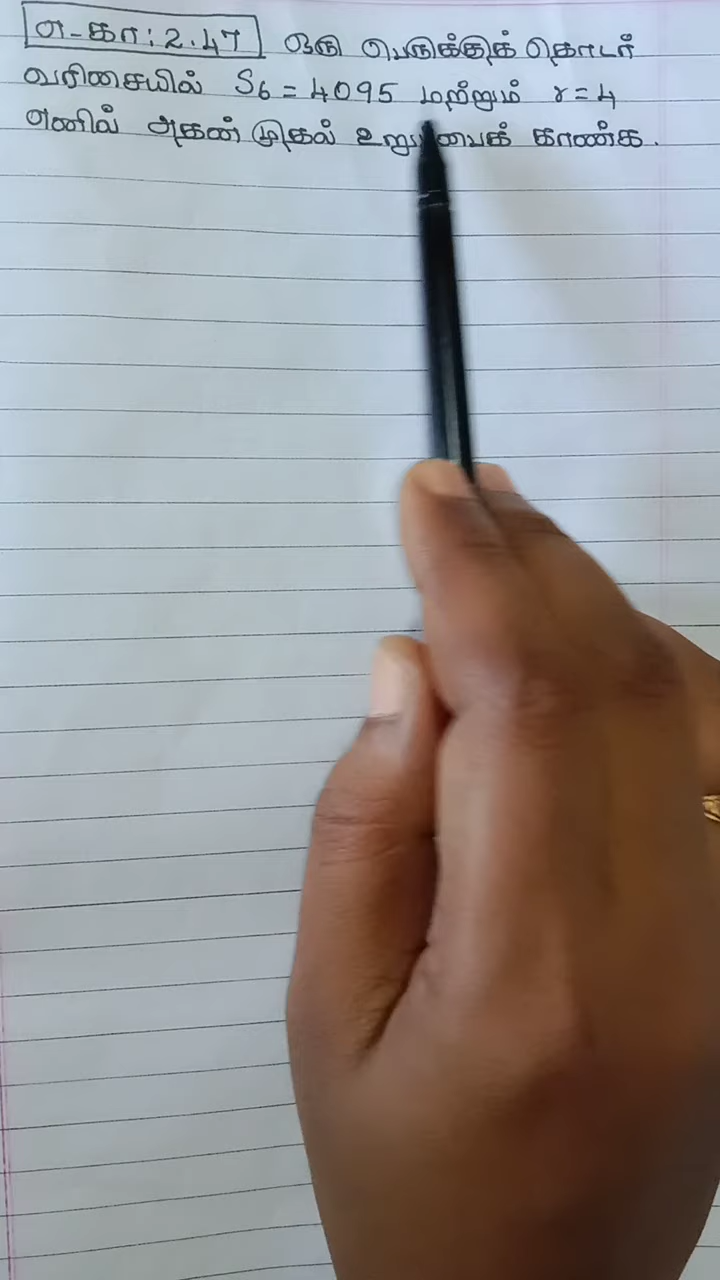 எ-கா: 2.47 ஒரு பெருக்குத் தொடர்
வரிசையில் S6 = 4095 மற்றும் r = 4
எனில் அதன் முதல் உறுப்பைக் காண்க.